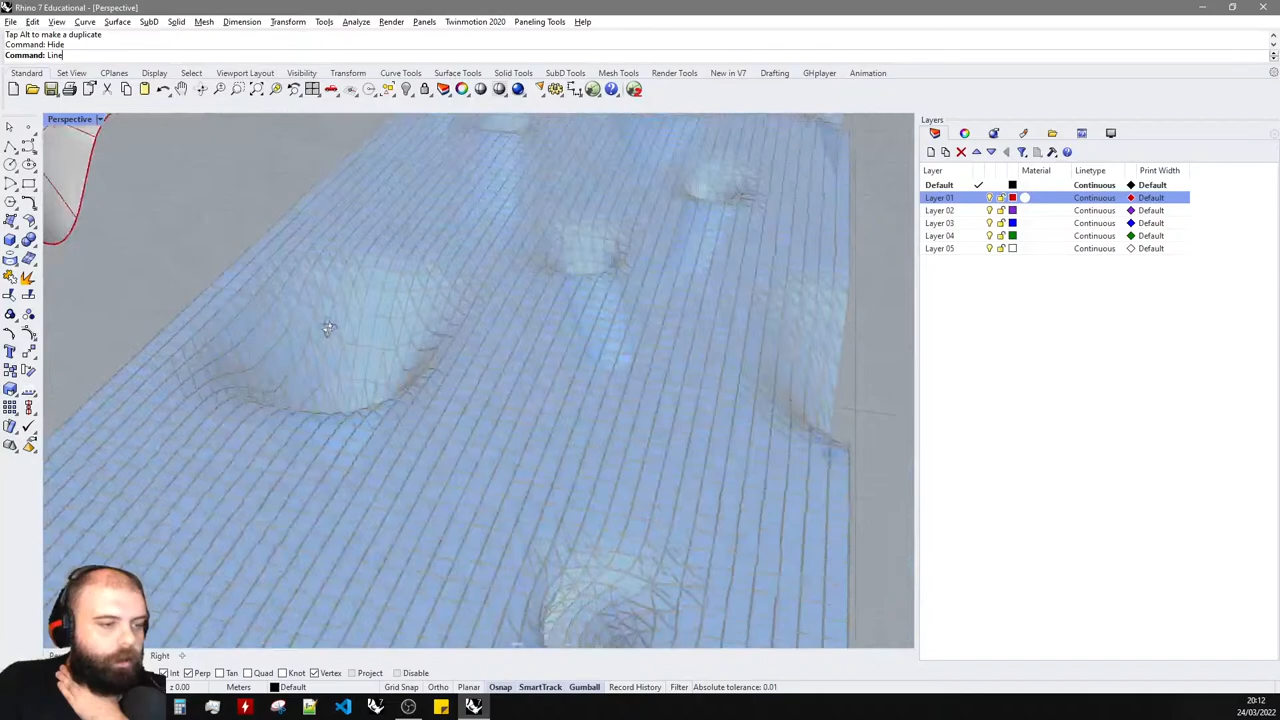 Rhino 7 Educational - [Perspective]
File Edit View Curve Surface SubD Solid Mesh Dimension Transform Tools Analyze Render Panels Twinmotion 2020 Paneling Tools Help
Tap Alt to make a duplicate
Command: Hide
Command: Line
Standard Set View CPlanes Display Select Viewport Layout Visibility Transform Curve Tools Surface Tools Solid Tools SubD Tools Mesh Tools Render Tools New in V7 Drafting GHplayer Animation
Perspective
Layers
Layer Material Linetype Print Width
Default Continuous Default
Layer 01 Continuous Default
Layer 02 Continuous Default
Layer 03 Continuous Default
Layer 04 Continuous Default
Layer 05 Continuous Default
Right
Int Perp Tan Quad Knot Vertex Project Disable
z 0.00 Meters Default Grid Snap Ortho Planar Osnap SmartTrack Gumball Record History Filter Absolute tolerance: 0.01
20:12
24/03/2022